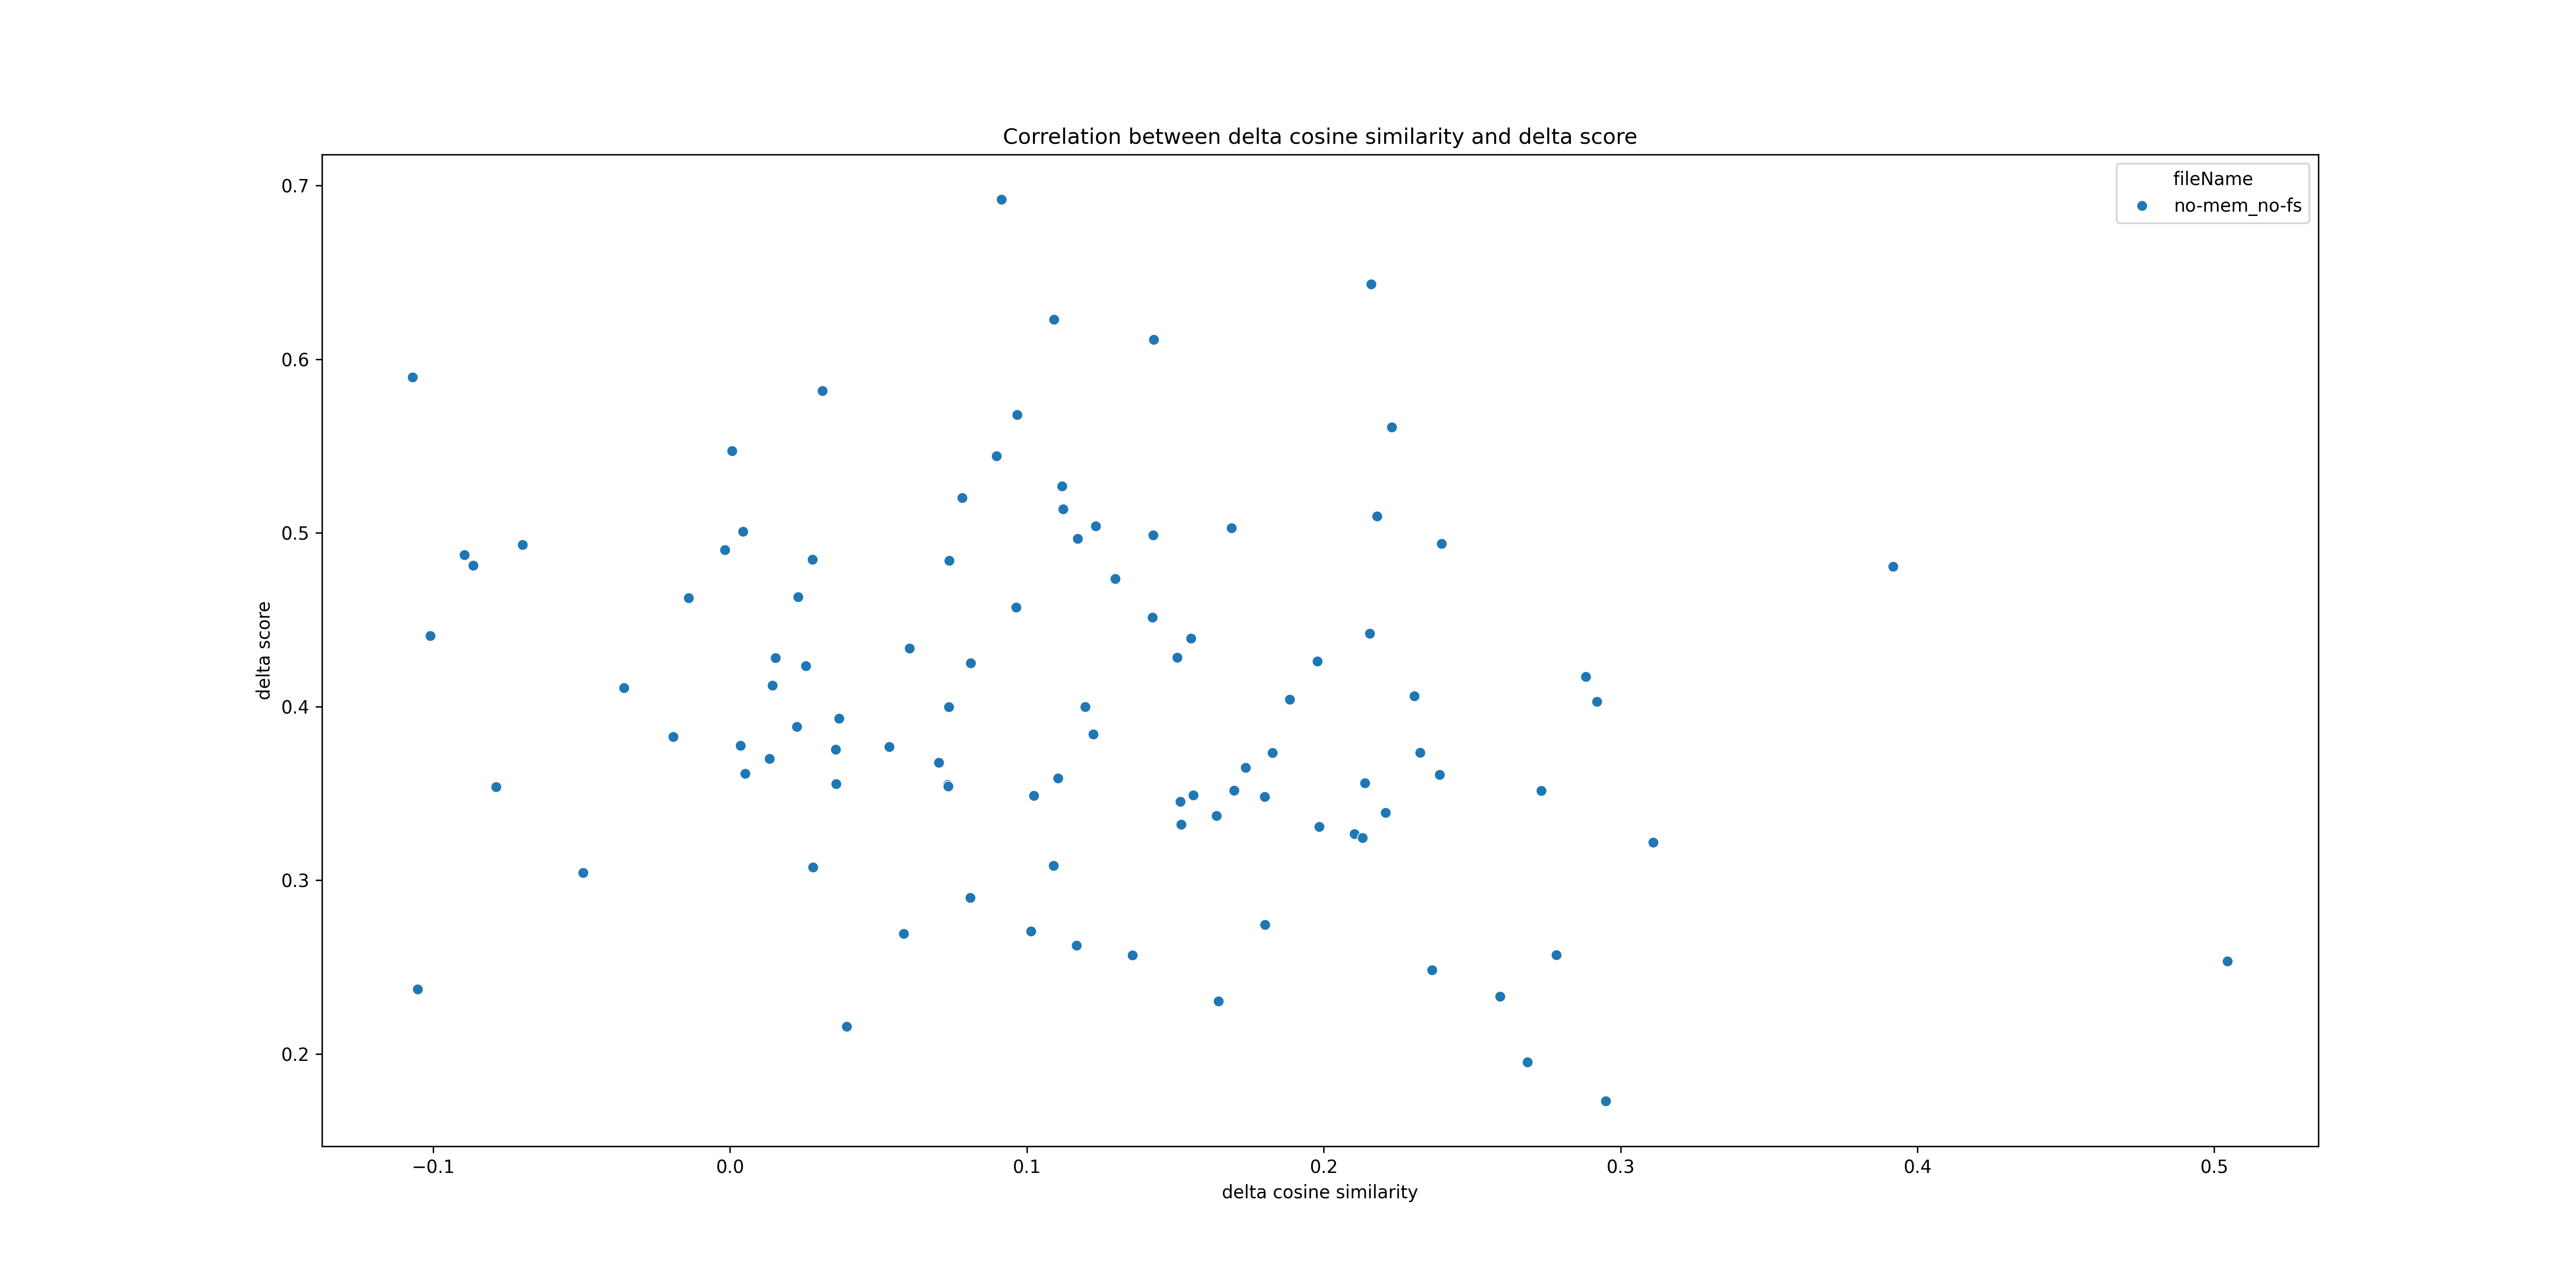 Correlation between delta cosine similarity and delta score
fileName
no-mem_no-fs
0.7
0.6
0.5
0.4
0.3
0.2
delta score
−0.1 0.0 0.1 0.2 0.3 0.4 0.5
delta cosine similarity